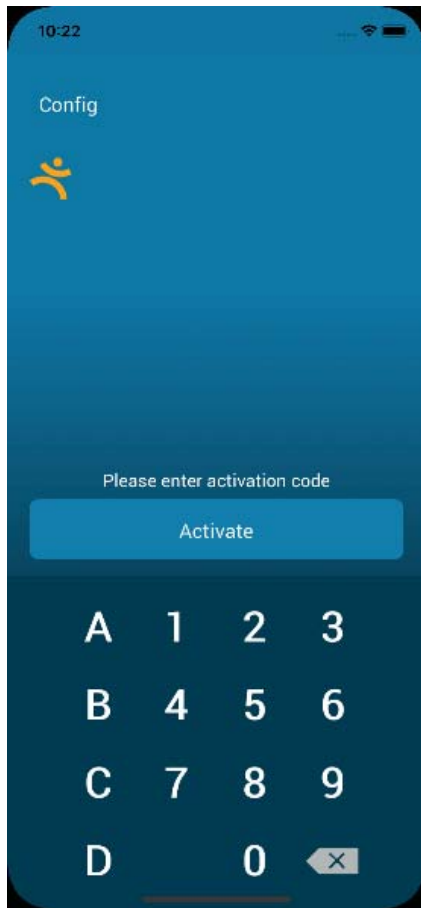 10:22
Config
Please enter activation code
Activate
A 1 2 3
B 4 5 6
C 7 8 9
D 0